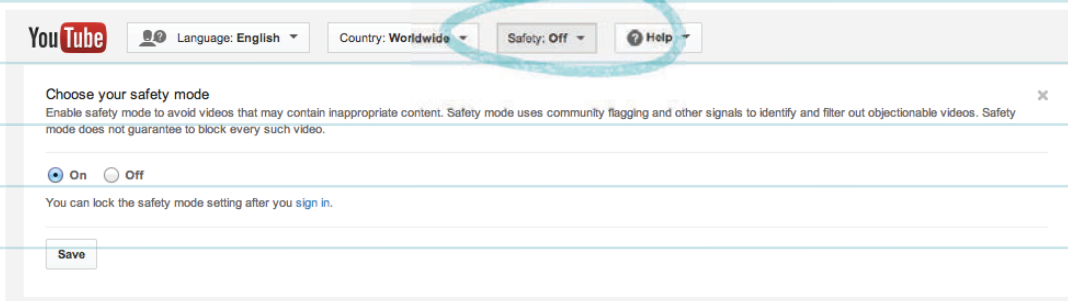 YouTube Language: English Country: Worldwide Safety: Off Help
Choose your safety mode
Enable safety mode to avoid videos that may contain inappropriate content. Safety mode uses community flagging and other signals to identify and filter out objectionable videos. Safety
mode does not guarantee to block every such video.
On Off
You can lock the safety mode setting after you sign in.
Save